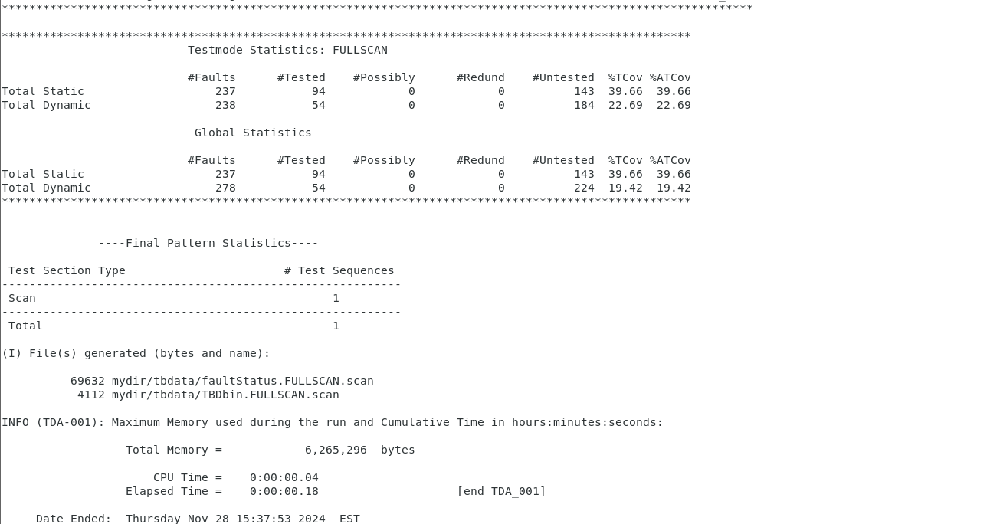 *************************************************************************************************************
****************************************************************************************************
                           Testmode Statistics: FULLSCAN
                           #Faults      #Tested    #Possibly      #Redund    #Untested  %TCov %ATCov
Total Static                   237           94            0            0          143  39.66  39.66
Total Dynamic                  238           54            0            0          184  22.69  22.69
                            Global Statistics
                           #Faults      #Tested    #Possibly      #Redund    #Untested  %TCov %ATCov
Total Static                   237           94            0            0          143  39.66  39.66
Total Dynamic                  278           54            0            0          224  19.42  19.42
****************************************************************************************************
              ----Final Pattern Statistics----
 Test Section Type                       # Test Sequences
----------------------------------------------------------
 Scan                                           1
----------------------------------------------------------
 Total                                          1
(I) File(s) generated (bytes and name):
          69632 mydir/tbdata/faultStatus.FULLSCAN.scan
           4112 mydir/tbdata/TBDbin.FULLSCAN.scan
INFO (TDA-001): Maximum Memory used during the run and Cumulative Time in hours:minutes:seconds:
                  Total Memory =            6,265,296  bytes
                      CPU Time =    0:00:00.04
                  Elapsed Time =    0:00:00.18                    [end TDA_001]
     Date Ended:  Thursday Nov 28 15:37:53 2024  EST